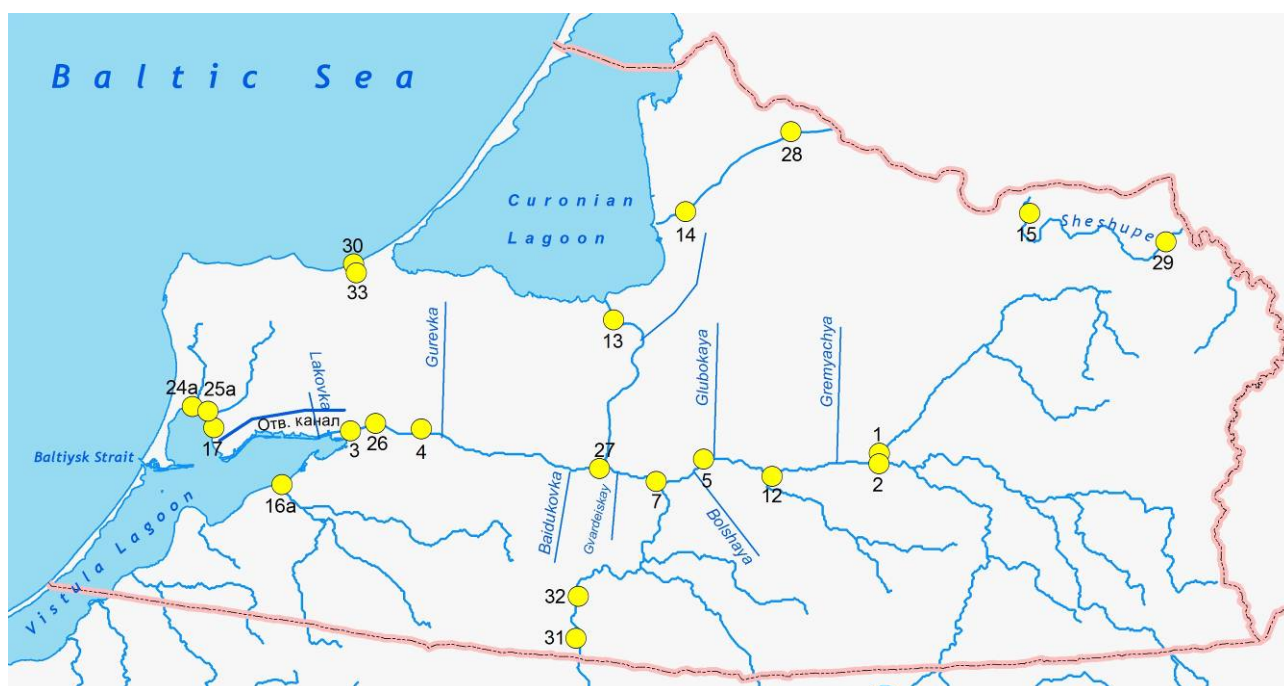 Baltic Sea
28
Curonian
Lagoon
14
15
Sheshupe
29
30
33
13
Gurevka
Glubokaya
Gremyachya
Lakovka
24a
25a
17
Отв. канал
3
26
4
Baltiysk Strait
16a
27
1
2
5
7
12
Baidukovka
Gvardeiskay
Bolshaya
Vistula Lagoon
32
31